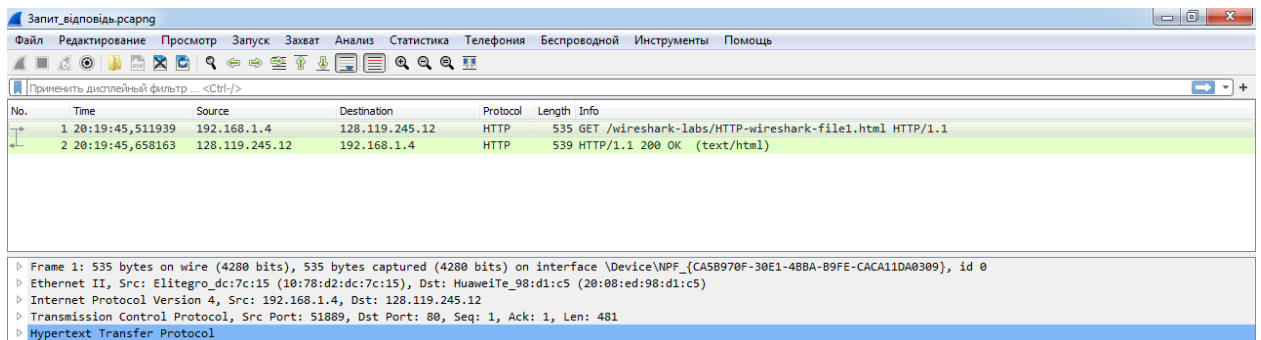 Запит_відповідь.pcapng
Файл Редактирование Просмотр Запуск Захват Анализ Статистика Телефония Беспроводной Инструменты Помощь
Применить дисплейный фильтр ... <Ctrl-/>
No. Time Source Destination Protocol Length Info
1 20:19:45,511939 192.168.1.4 128.119.245.12 HTTP 535 GET /wireshark-labs/HTTP-wireshark-file1.html HTTP/1.1
2 20:19:45,658163 128.119.245.12 192.168.1.4 HTTP 539 HTTP/1.1 200 OK (text/html)
Frame 1: 535 bytes on wire (4280 bits), 535 bytes captured (4280 bits) on interface \Device\NPF_{CA5B970F-30E1-4BBA-B9FE-CACA11DA0309}, id 0
Ethernet II, Src: Elitegro_dc:7c:15 (10:78:d2:dc:7c:15), Dst: HuaweiTe_98:d1:c5 (20:08:ed:98:d1:c5)
Internet Protocol Version 4, Src: 192.168.1.4, Dst: 128.119.245.12
Transmission Control Protocol, Src Port: 51889, Dst Port: 80, Seq: 1, Ack: 1, Len: 481
Hypertext Transfer Protocol